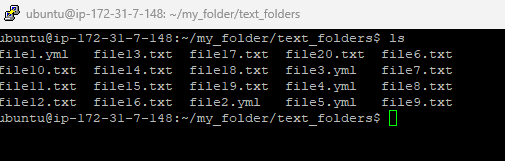 ubuntu@ip-172-31-7-148: ~/my_folder/text_folders
ubuntu@ip-172-31-7-148:~/my_folder/text_folders$ ls
file1.yml   file13.txt  file17.txt  file20.txt  file6.txt
file10.txt  file14.txt  file18.txt  file3.yml   file7.txt
file11.txt  file15.txt  file19.txt  file4.yml   file8.txt
file12.txt  file16.txt  file2.yml   file5.yml   file9.txt
ubuntu@ip-172-31-7-148:~/my_folder/text_folders$